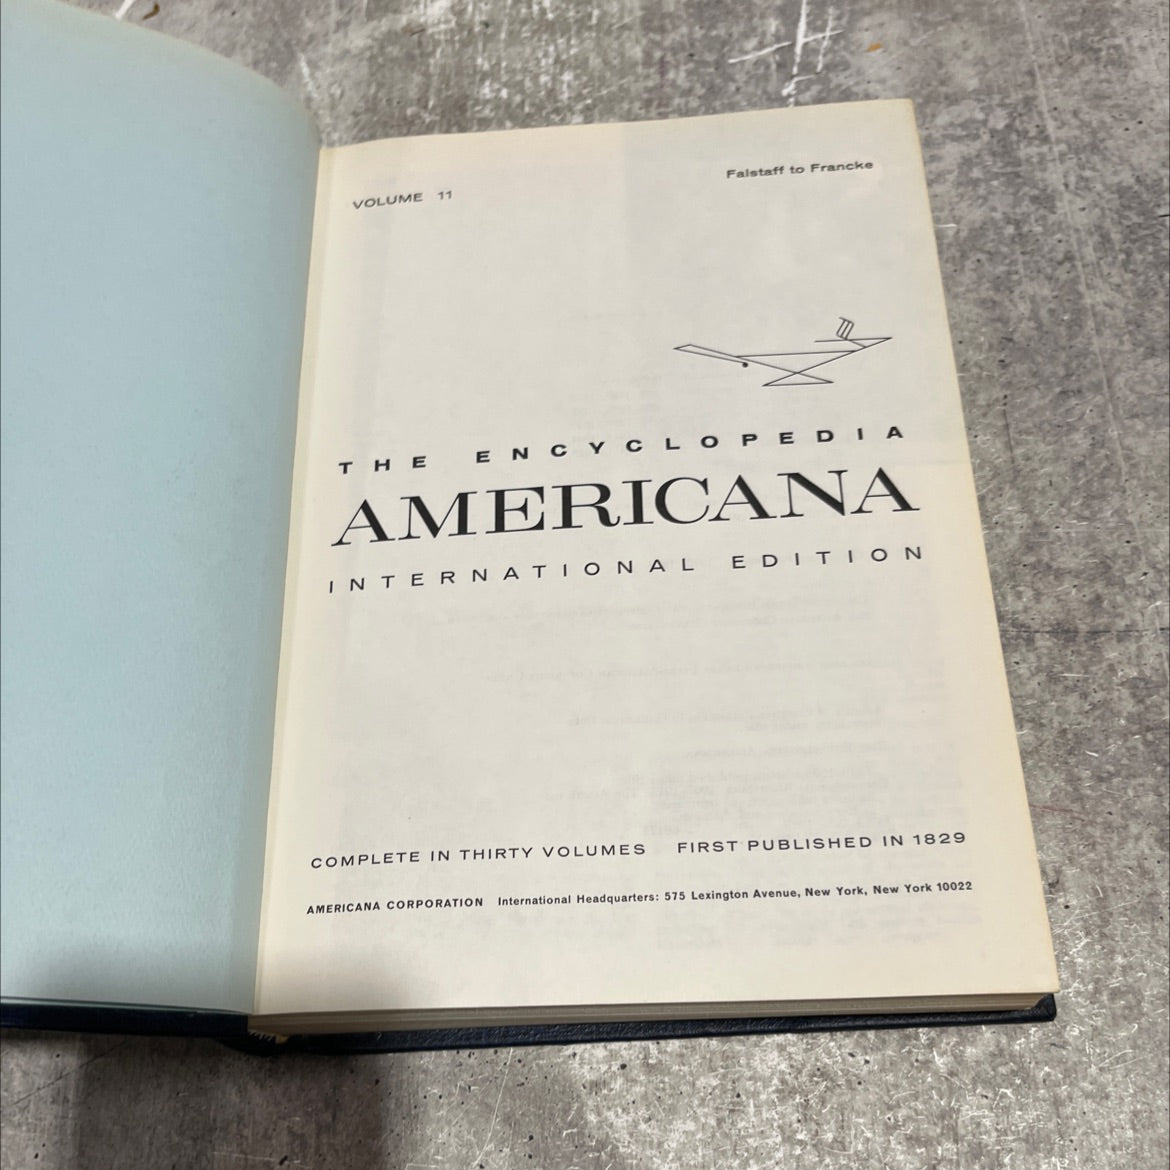 VOLUME 11
Falstaff to Francke
THE ENCYCLOPEDIA
AMERICANA
INTERNATIONAL EDITION
COMPLETE IN THIRTY VOLUMES FIRST PUBLISHED IN 1829
AMERICANA CORPORATION International Headquarters: 575 Lexington Avenue, New York, New York 10022